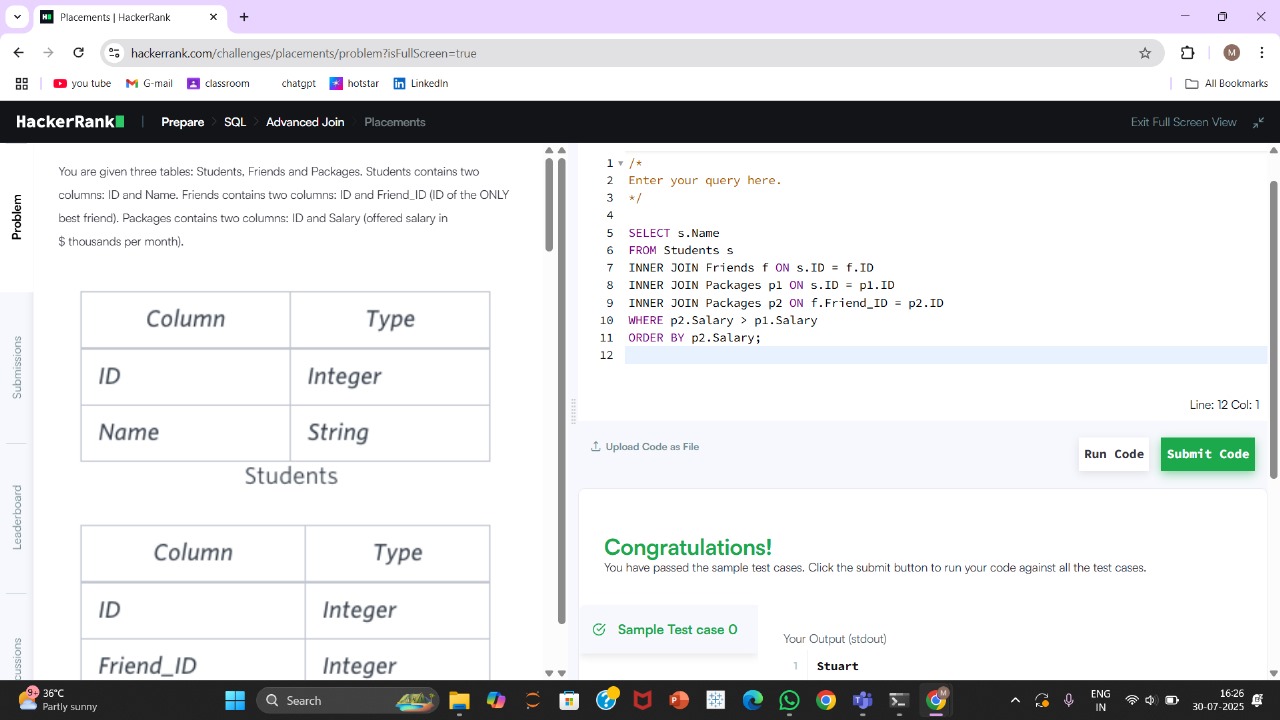 Placements | HackerRank
hackerrank.com/challenges/placements/problem?isFullScreen=true
M
you tube
G-mail
classroom
chatgpt
hotstar
LinkedIn
All Bookmarks
HackerRank
Prepare
SQL
Advanced Join
Placements
Exit Full Screen View
Problem
Submissions
Leaderboard
cussions
You are given three tables: Students, Friends and Packages. Students contains two
columns: ID and Name. Friends contains two columns: ID and Friend_ID (ID of the ONLY
best friend). Packages contains two columns: ID and Salary (offered salary in
$ thousands per month).
Column Type
ID Integer
Name String
Students
Column Type
ID Integer
Friend_ID Integer
1 /*
2 Enter your query here.
3 */
4
5 SELECT s.Name
6 FROM Students s
7 INNER JOIN Friends f ON s.ID = f.ID
8 INNER JOIN Packages p1 ON s.ID = p1.ID
9 INNER JOIN Packages p2 ON f.Friend_ID = p2.ID
10 WHERE p2.Salary > p1.Salary
11 ORDER BY p2.Salary;
12
Line: 12 Col: 1
Upload Code as File
Run Code
Submit Code
Congratulations!
You have passed the sample test cases. Click the submit button to run your code against all the test cases.
Sample Test case 0
Your Output (stdout)
1 Stuart
9+
36°C
Partly sunny
Search
ENG
IN
16:26
30-07-2025